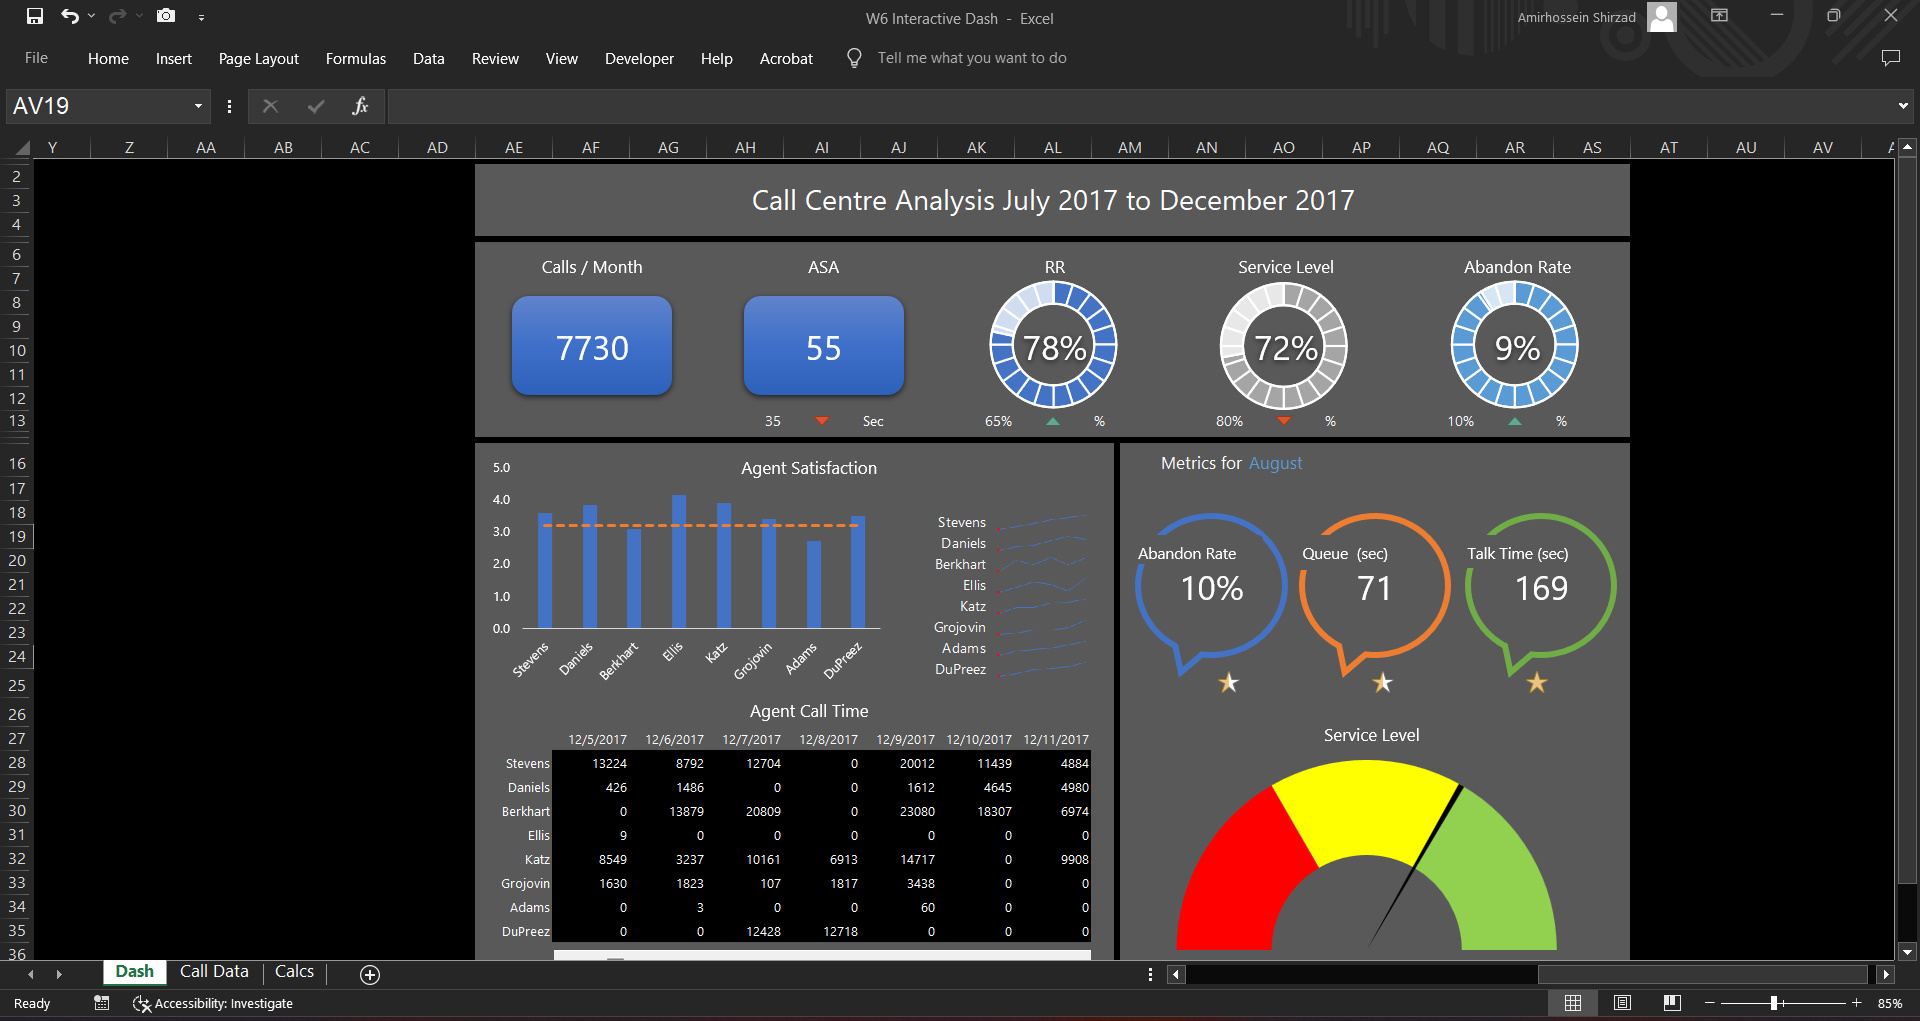 W6 Interactive Dash - Excel
Amirhossein Shirzad
File Home Insert Page Layout Formulas Data Review View Developer Help Acrobat Tell me what you want to do
AV19 fx
Y Z AA AB AC AD AE AF AG AH AI AJ AK AL AM AN AO AP AQ AR AS AT AU AV
2
3
4
6
7
8
9
10
11
12
13
16
17
18
19
20
21
22
23
24
25
26
27
28
29
30
31
32
33
34
35
36
Call Centre Analysis July 2017 to December 2017
Calls / Month ASA RR Service Level Abandon Rate
7730 55 78% 72% 9%
35 Sec 65% % 80% % 10% %
Agent Satisfaction
5.0
4.0
3.0
2.0
1.0
0.0
Stevens Daniels Berkhart Ellis Katz Grojovin Adams DuPreez
Stevens
Daniels
Berkhart
Ellis
Katz
Grojovin
Adams
DuPreez
Agent Call Time
12/5/2017 12/6/2017 12/7/2017 12/8/2017 12/9/2017 12/10/2017 12/11/2017
Stevens 13224 8792 12704 0 20012 11439 4884
Daniels 426 1486 0 0 1612 4645 4980
Berkhart 0 13879 20809 0 23080 18307 6974
Ellis 9 0 0 0 0 0 0
Katz 8549 3237 10161 6913 14717 0 9908
Grojovin 1630 1823 107 1817 3438 0 0
Adams 0 3 0 0 60 0 0
DuPreez 0 0 12428 12718 0 0 0
Metrics for August
Abandon Rate Queue (sec) Talk Time (sec)
10% 71 169
Service Level
Dash Call Data Calcs
Ready Accessibility: Investigate 85%